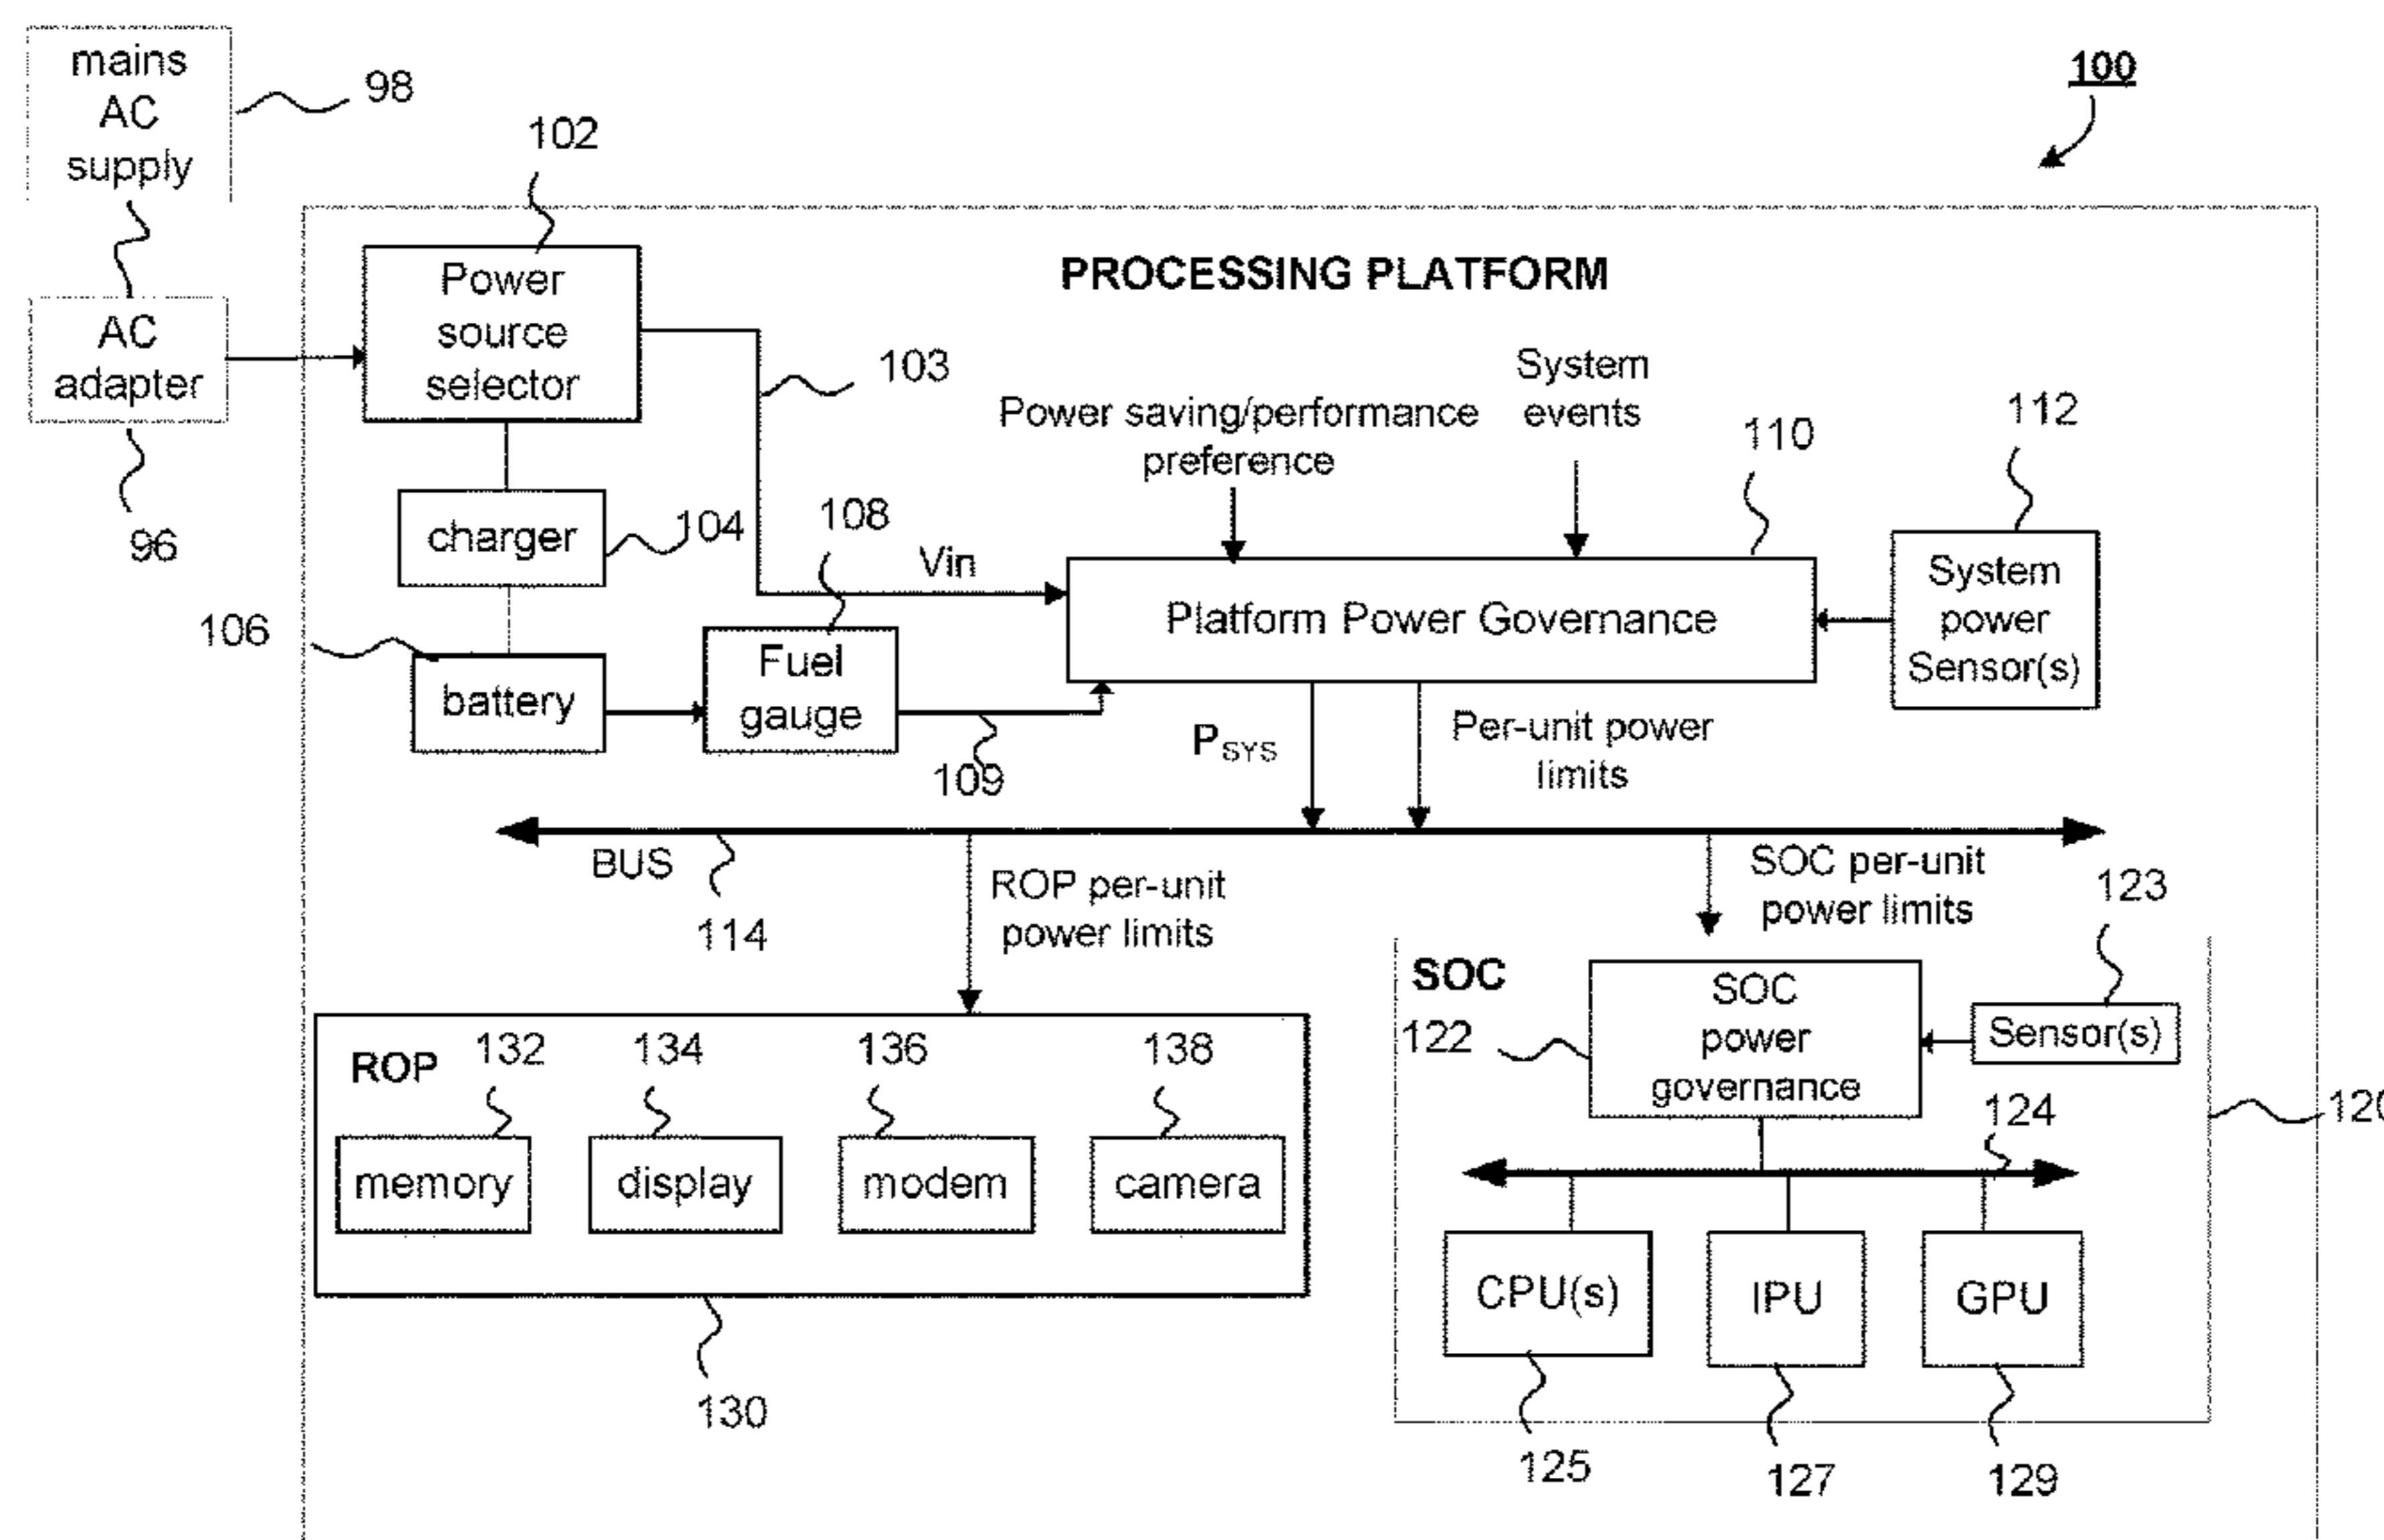 mains
AC
supply
98
100
102
PROCESSING PLATFORM
Power
source
selector
AC
adapter
103
System
events
Power saving/performance
preference
110
112
96
charger
104
108
Vin
System
power
Sensor(s)
Platform Power Governance
106
battery
Fuel
gauge
109
PSYS
Per-unit power
limits
BUS
114
ROP per-unit
power limits
SOC per-unit
power limits
123
SOC
122
SOC
power
governance
Sensor(s)
120
124
ROP
132
134
136
138
memory
display
modem
camera
CPU(s)
IPU
GPU
130
125
127
129